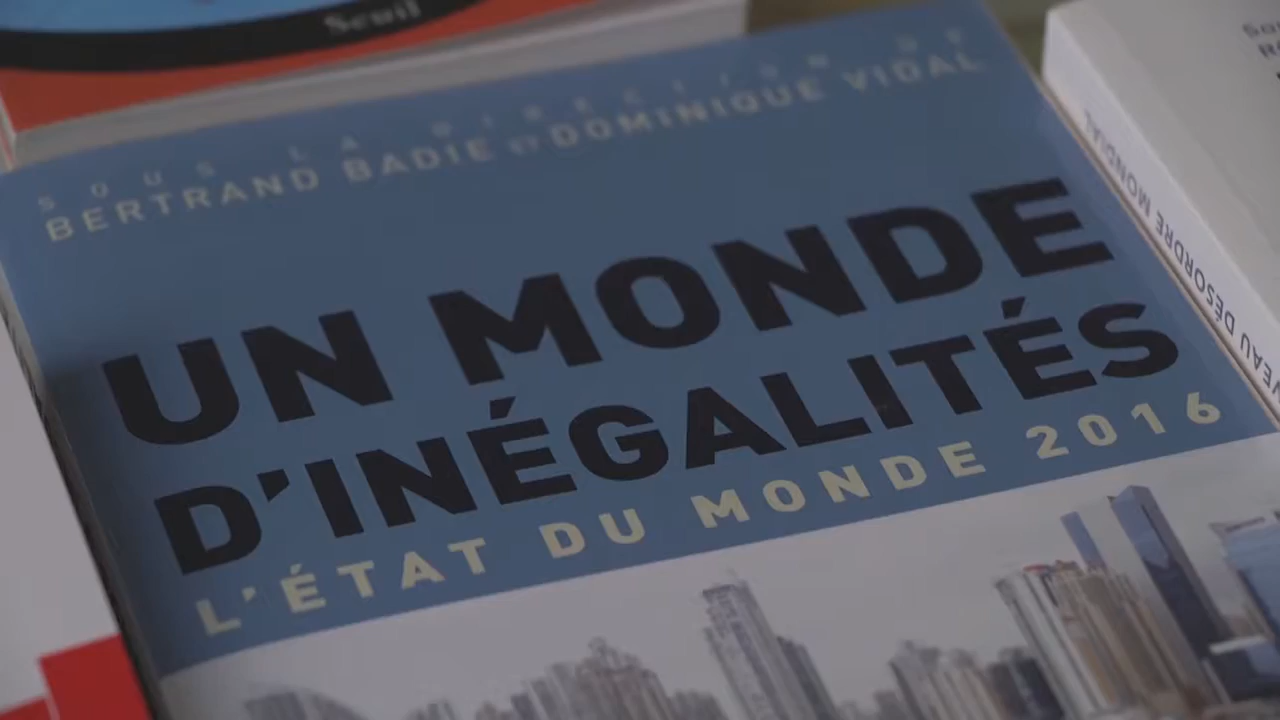 Seuil
SOUS LA DIRECTION DE
BERTRAND BADIE ET DOMINIQUE VIDAL
UN MONDE
D'INÉGALITÉS
L'ÉTAT DU MONDE 2016
VEAU DÉSORDRE MONDIAL